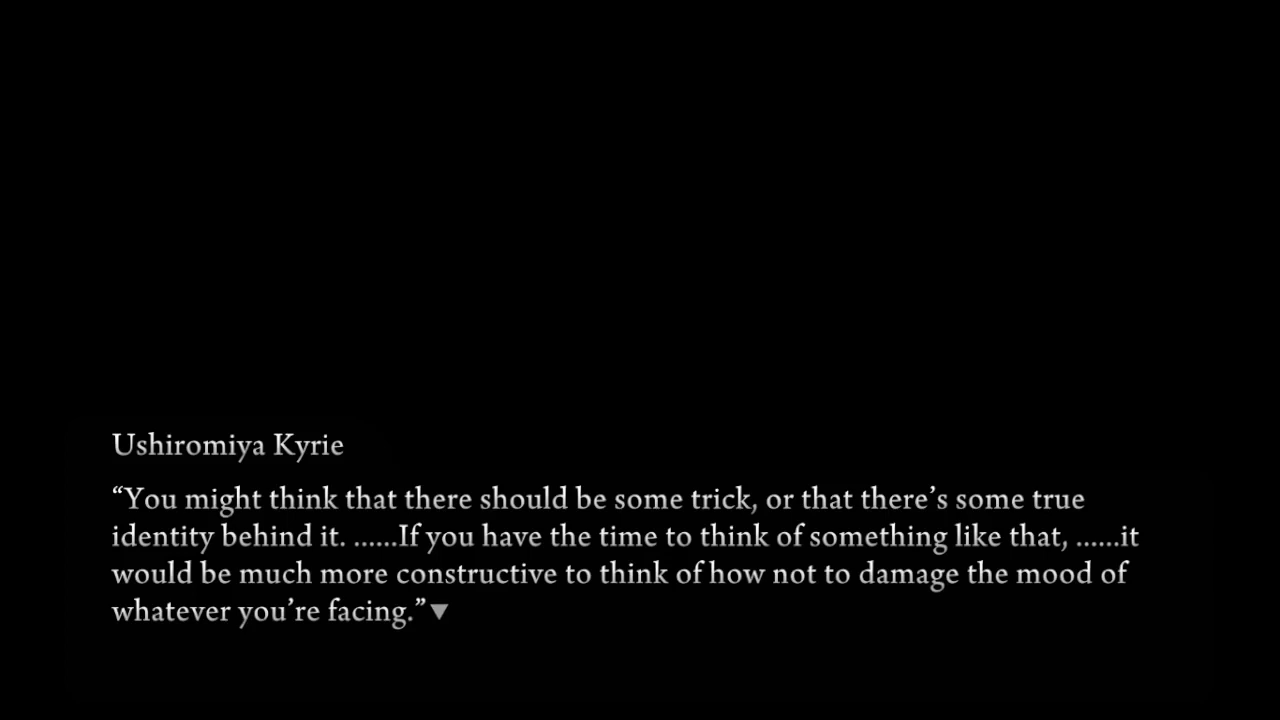 Ushiromiya Kyrie
“You might think that there should be some trick, or that there’s some true
identity behind it. ......If you have the time to think of something like that, ......it
would be much more constructive to think of how not to damage the mood of
whatever you’re facing.”▼